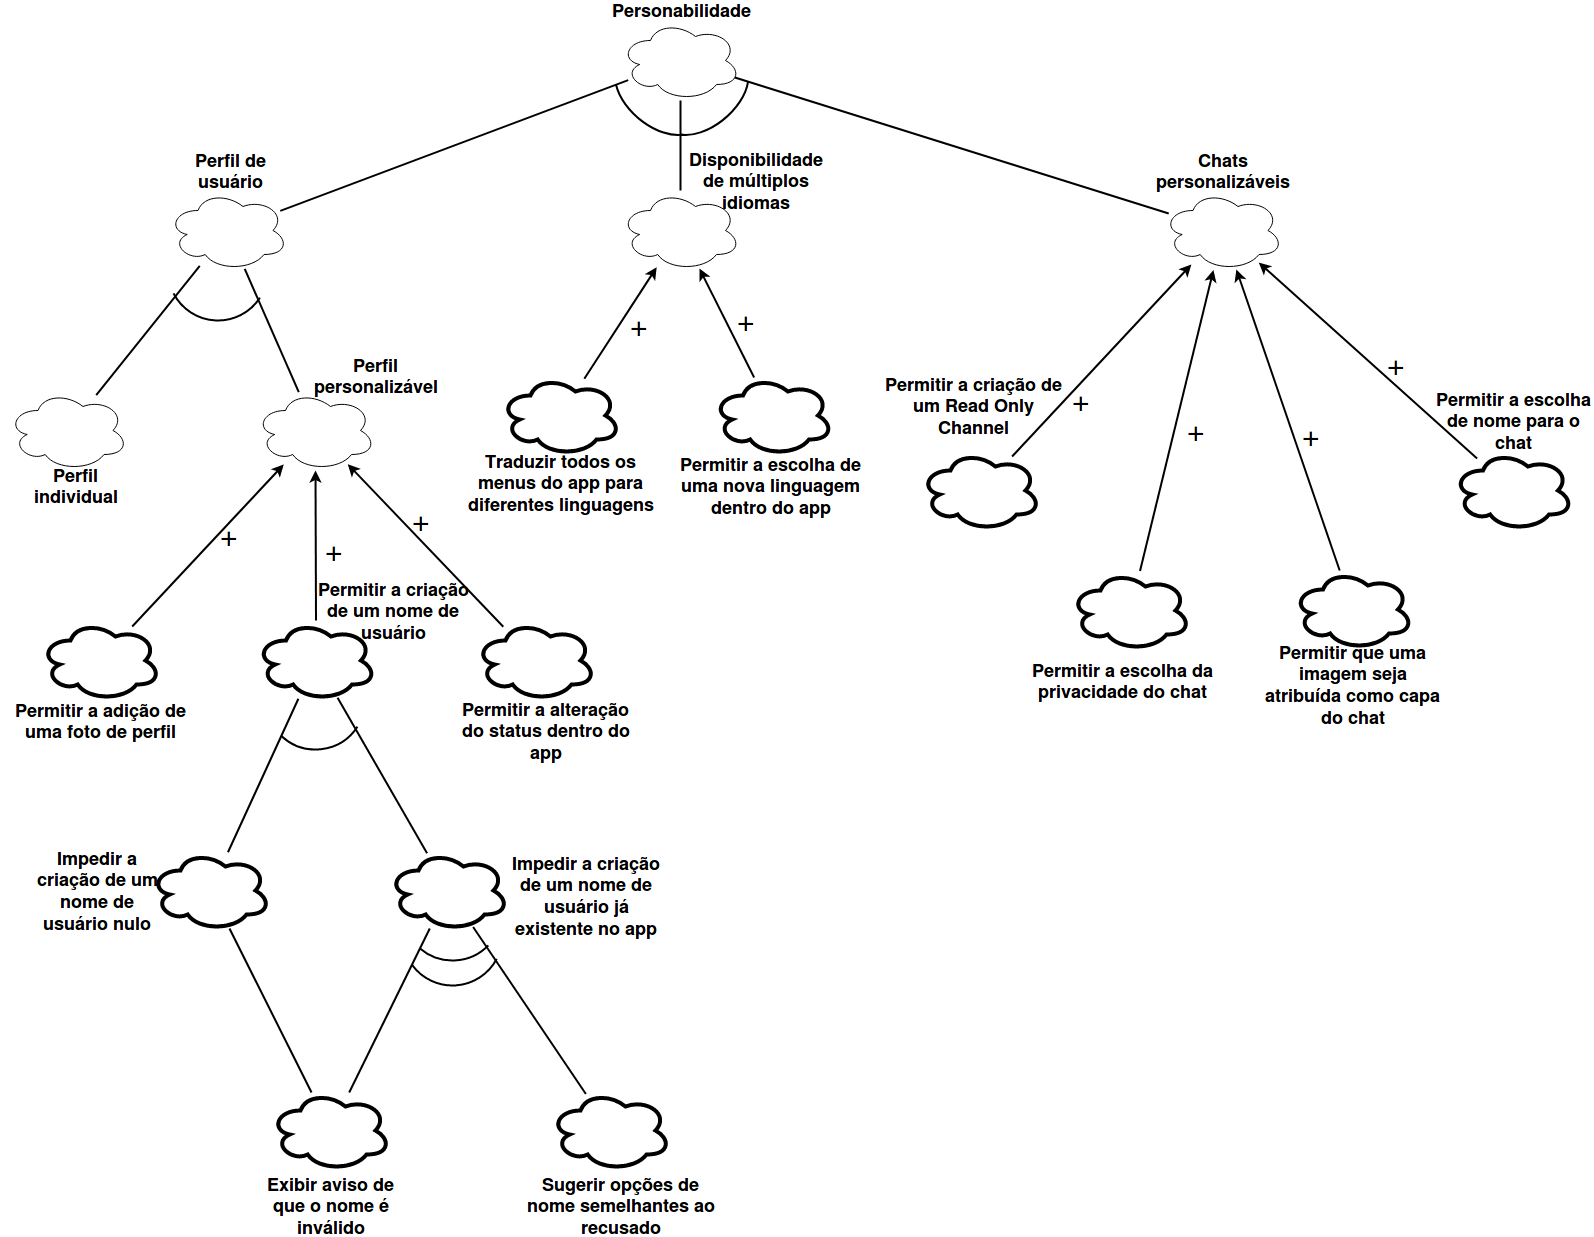 Personabilidade
Perfil de
usuário
Disponibilidade
de múltiplos
idiomas
Chats
personalizáveis
Perfil
personalizável
Perfil
individual
+
+
Traduzir todos os
menus do app para
diferentes linguagens
Permitir a escolha de
uma nova linguagem
dentro do app
Permitir a criação de
um Read Only
Channel
+
+
+
+
Permitir a escolha
de nome para o
chat
+
+
+
Permitir a criação
de um nome de
usuário
Permitir a adição de
uma foto de perfil
Permitir a alteração
do status dentro do
app
Permitir a escolha da
privacidade do chat
Permitir que uma
imagem seja
atribuída como capa
do chat
Impedir a
criação de um
nome de
usuário nulo
Impedir a criação
de um nome de
usuário já
existente no app
Exibir aviso de
que o nome é
inválido
Sugerir opções de
nome semelhantes ao
recusado